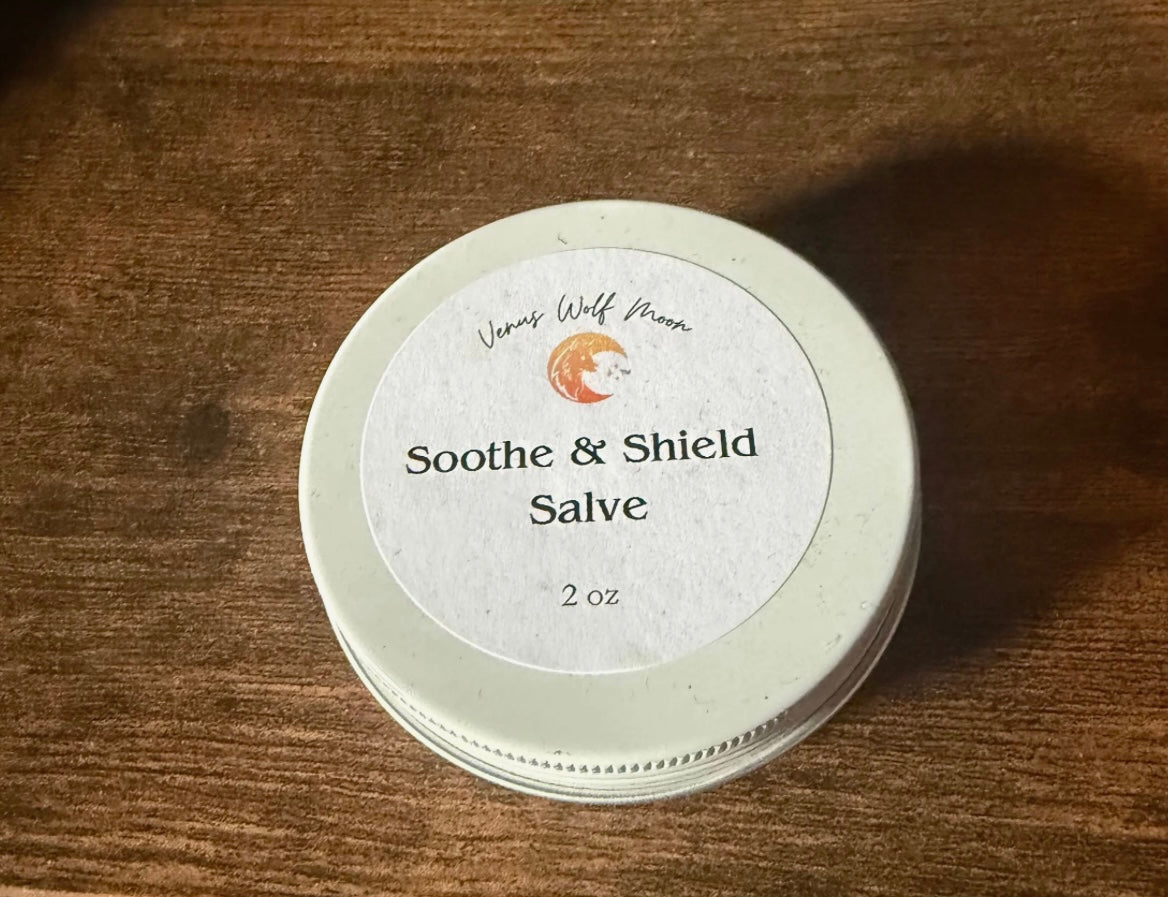 Venus Wolf Moon
Soothe & Shield
Salve
2 oz